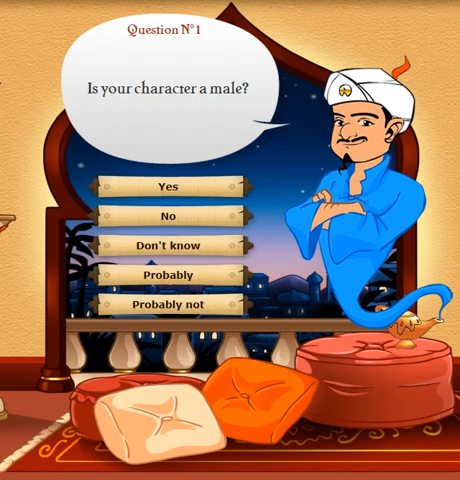 Question N°1
Is your character a male?
Yes
No
Don't know
Probably
Probably not